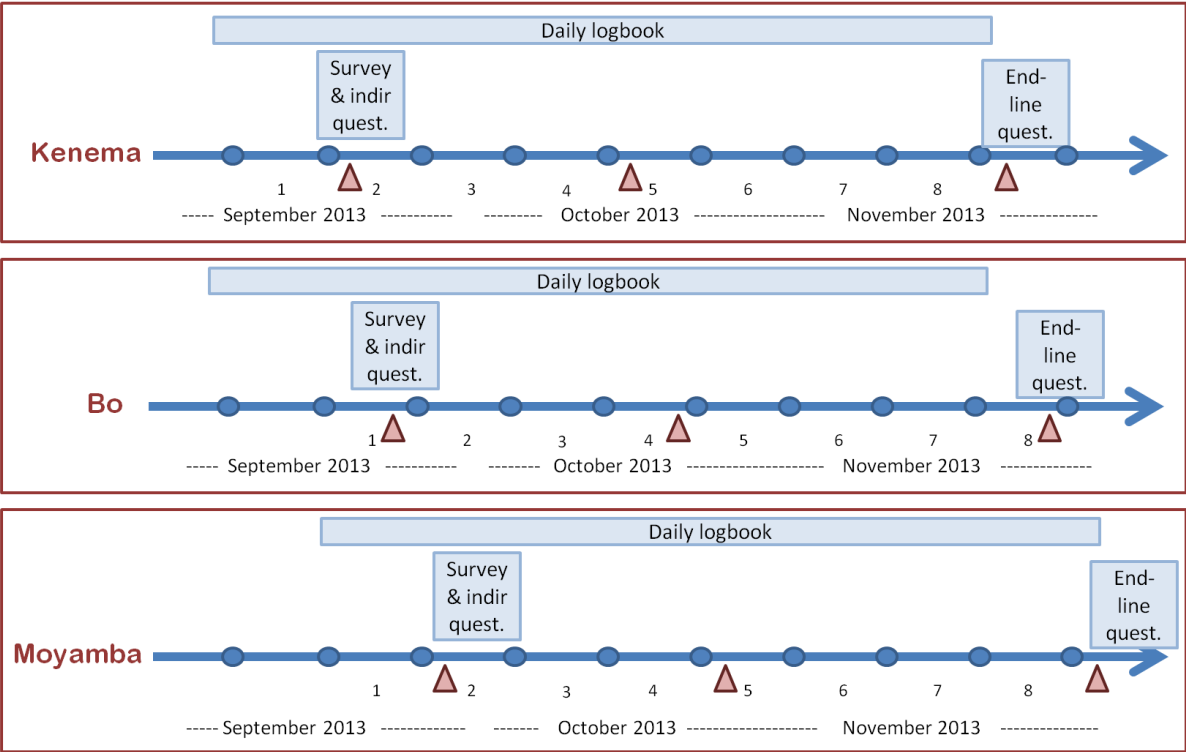 Daily logbook
Survey
& indir
quest.
End-
line
quest.
Kenema
1 2 3 4 5 6 7 8
----- September 2013 --------- ------- October 2013 ---------------- November 2013 ------------
Daily logbook
Survey
& indir
quest.
End-
line
quest.
Bo
1 2 3 4 5 6 7 8
----- September 2013 --------- ------- October 2013 ---------------- November 2013 ------------
Daily logbook
Survey
& indir
quest.
End-
line
quest.
Moyamba
1 2 3 4 5 6 7 8
----- September 2013 --------- ------- October 2013 ---------------- November 2013 ------------